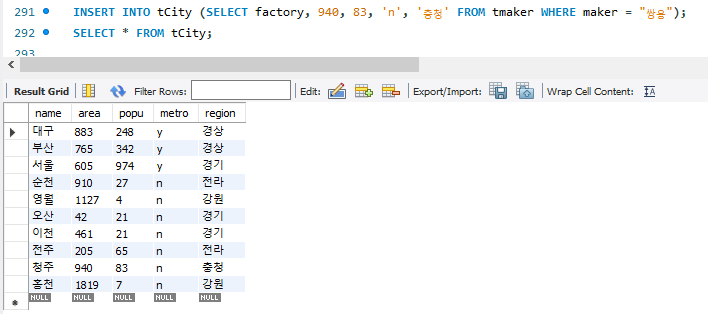 291 INSERT INTO tCity (SELECT factory, 940, 83, 'n', '충청' FROM tmaker WHERE maker = "쌍용");
292 SELECT * FROM tCity;
293
Result Grid Filter Rows: Edit: Export/Import: Wrap Cell Content: IA
name area popu metro region
대구 883 248 y 경상
부산 765 342 y 경상
서울 605 974 y 경기
순천 910 27 n 전라
영월 1127 4 n 강원
오산 42 21 n 경기
이천 461 21 n 경기
전주 205 65 n 전라
청주 940 83 n 충청
홍천 1819 7 n 강원
NULL NULL NULL NULL NULL